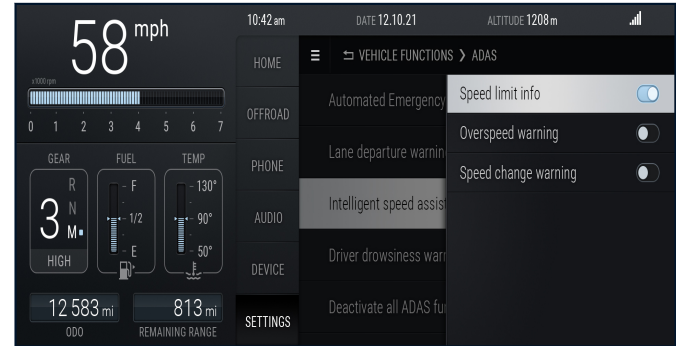 58 mph
x1000 rpm
0 1 2 3 4 5 6 7
GEAR
R
N
M
3
HIGH
FUEL
F
1/2
E
TEMP
130°
90°
50°
12 583 mi
ODO
813 mi
REMAINING RANGE
10:42 am
DATE 12.10.21
ALTITUDE 1208 m
HOME
OFFROAD
PHONE
AUDIO
DEVICE
SETTINGS
VEHICLE FUNCTIONS > ADAS
Automated Emergency
Lane departure warnin
Intelligent speed assist
Driver drowsiness warr
Deactivate all ADAS fu
Speed limit info
Overspeed warning
Speed change warning